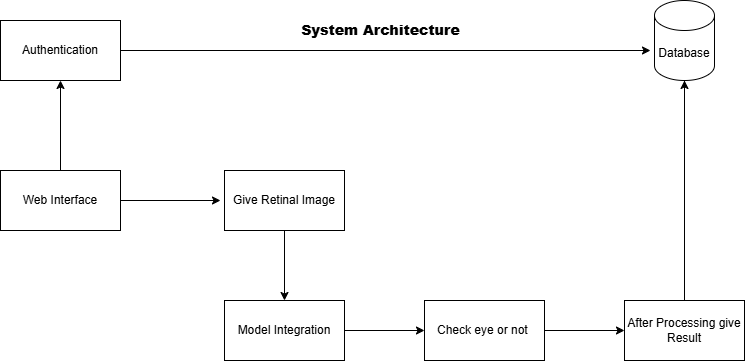 System Architecture
Authentication
Database
Web Interface
Give Retinal Image
Model Integration
Check eye or not
After Processing give
Result